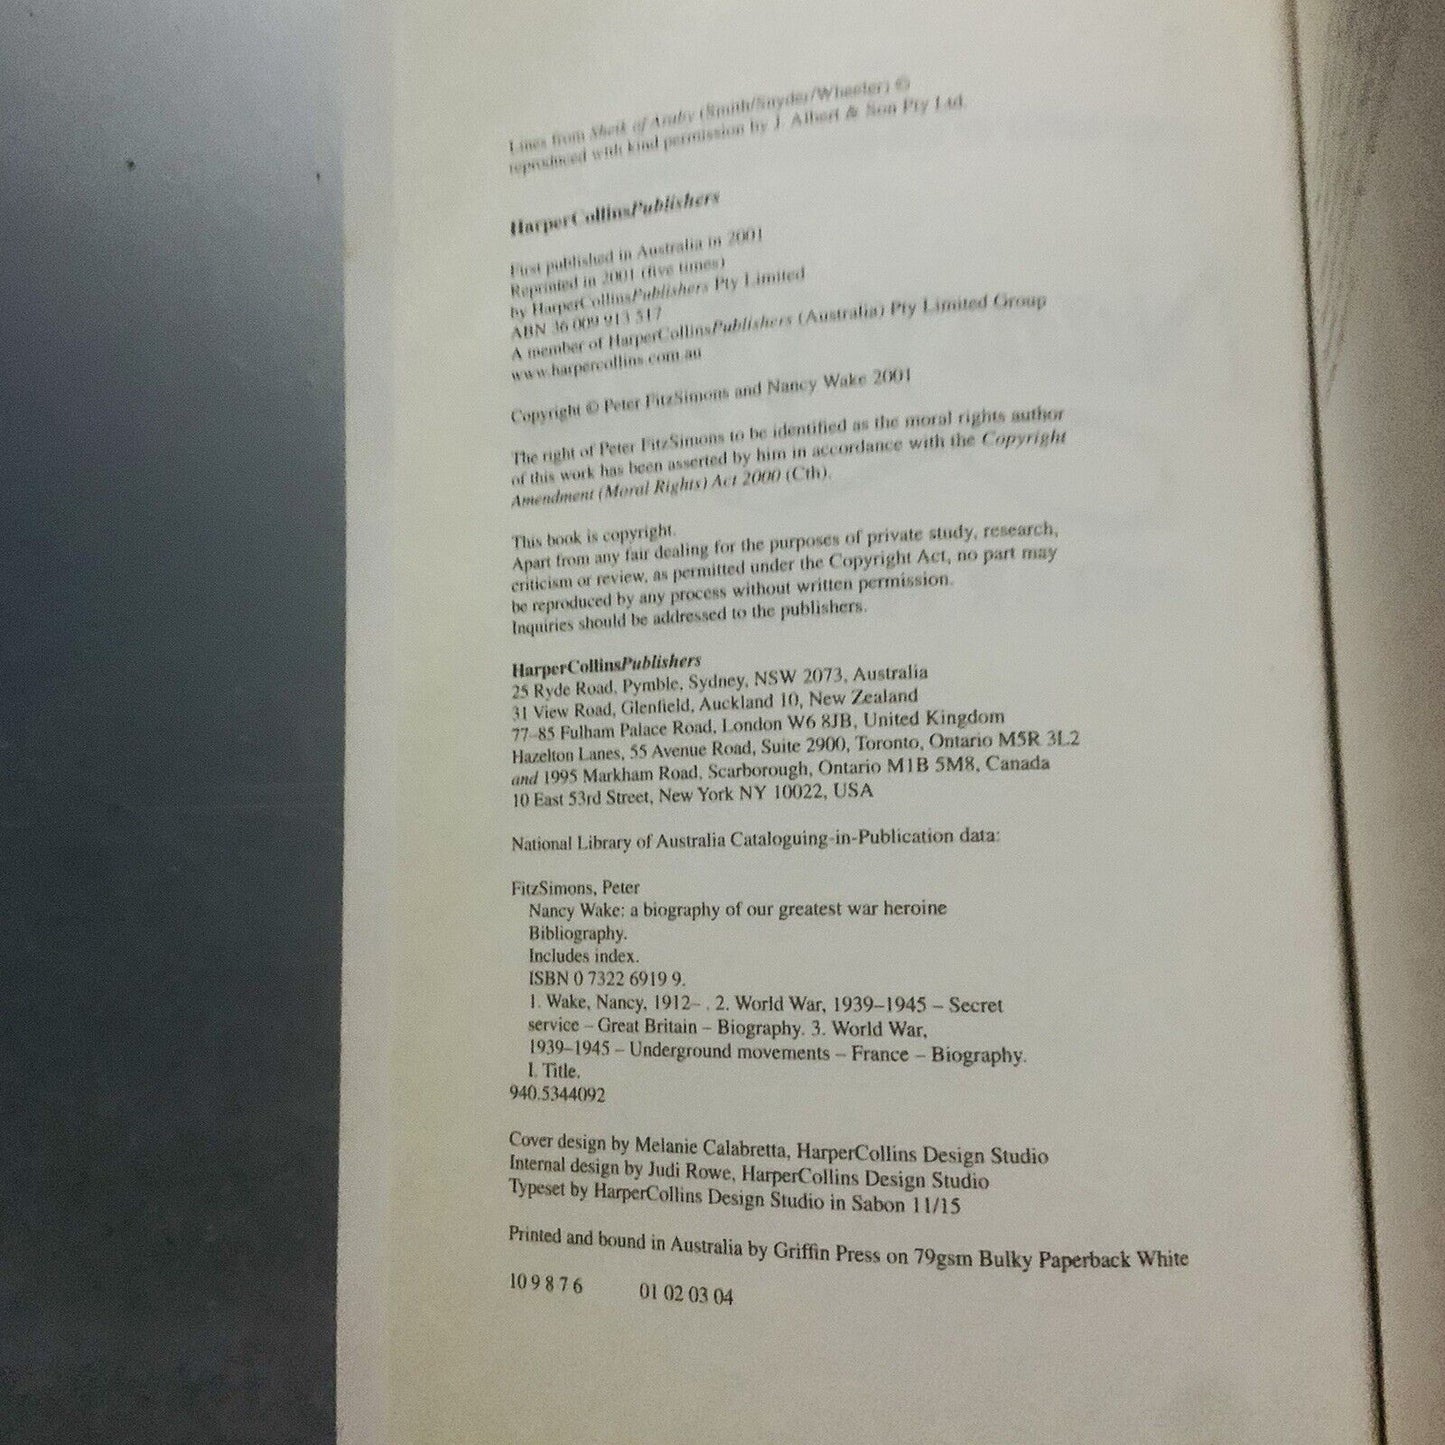 Lines from Sheik of Araby (Smith/Snyder/Wheeler) ©
reproduced with kind permission by J. Albert & Son Pty Ltd.
HarperCollinsPublishers
First published in Australia in 2001
Reprinted in 2001 (five times)
by HarperCollinsPublishers Pty Limited
ABN 36 009 913 517
A member of HarperCollinsPublishers (Australia) Pty Limited Group
www.harpercollins.com.au
Copyright © Peter FitzSimons and Nancy Wake 2001
The right of Peter FitzSimons to be identified as the moral rights author
of this work has been asserted by him in accordance with the Copyright
Amendment (Moral Rights) Act 2000 (Cth).
This book is copyright.
Apart from any fair dealing for the purposes of private study, research,
criticism or review, as permitted under the Copyright Act, no part may
be reproduced by any process without written permission.
Inquiries should be addressed to the publishers.
HarperCollinsPublishers
25 Ryde Road, Pymble, Sydney, NSW 2073, Australia
31 View Road, Glenfield, Auckland 10, New Zealand
77–85 Fulham Palace Road, London W6 8JB, United Kingdom
Hazelton Lanes, 55 Avenue Road, Suite 2900, Toronto, Ontario M5R 3L2
and 1995 Markham Road, Scarborough, Ontario M1B 5M8, Canada
10 East 53rd Street, New York NY 10022, USA
National Library of Australia Cataloguing-in-Publication data:
FitzSimons, Peter
Nancy Wake: a biography of our greatest war heroine
Bibliography.
Includes index.
ISBN 0 7322 6919 9.
1. Wake, Nancy, 1912– . 2. World War, 1939–1945 – Secret
service – Great Britain – Biography. 3. World War,
1939–1945 – Underground movements – France – Biography.
I. Title.
940.5344092
Cover design by Melanie Calabretta, HarperCollins Design Studio
Internal design by Judi Rowe, HarperCollins Design Studio
Typeset by HarperCollins Design Studio in Sabon 11/15
Printed and bound in Australia by Griffin Press on 79gsm Bulky Paperback White
10 9 8 7 6 01 02 03 04